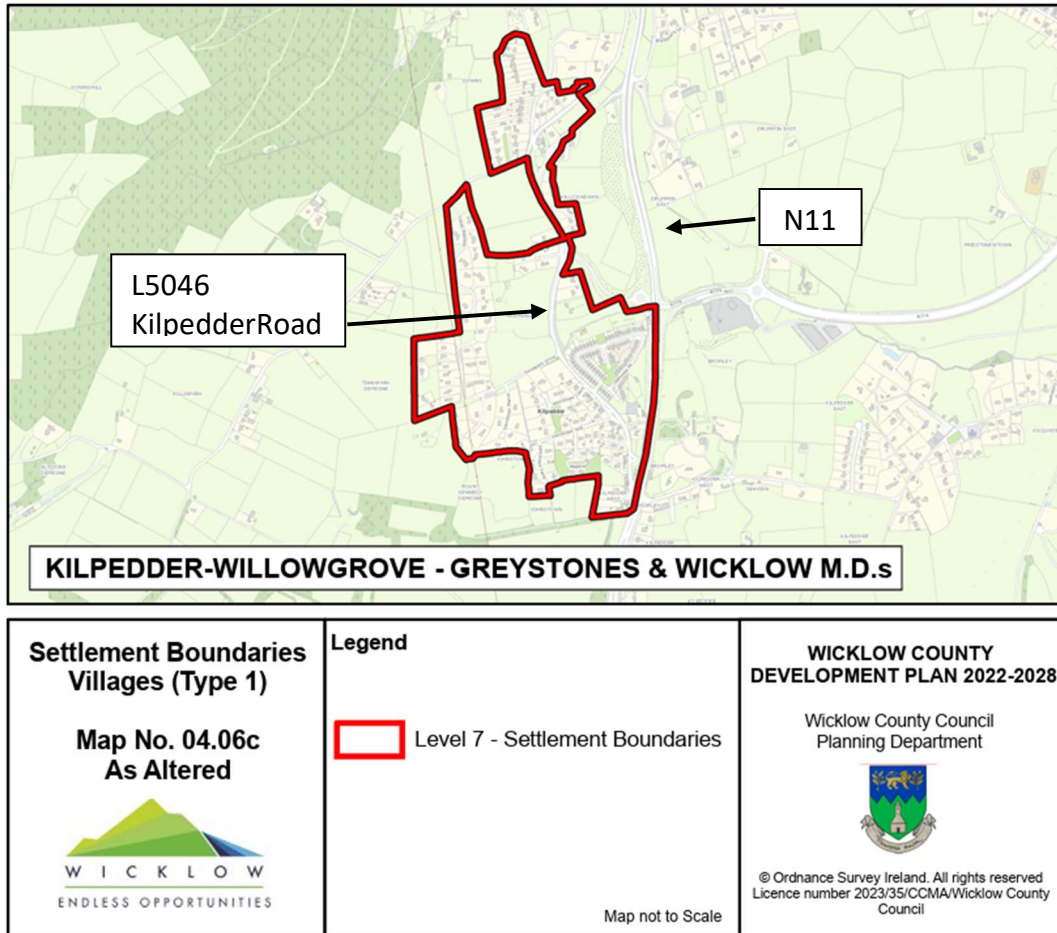 N11
L5046
KilpedderRoad
Kilpedder
KILPEDDER-WILLOWGROVE - GREYSTONES & WICKLOW M.D.s
Settlement Boundaries
Villages (Type 1)
Map No. 04.06c
As Altered
WICKLOW
ENDLESS OPPORTUNITIES
Legend
Level 7 - Settlement Boundaries
Map not to Scale
WICKLOW COUNTY
DEVELOPMENT PLAN 2022-2028
Wicklow County Council
Planning Department
© Ordnance Survey Ireland. All rights reserved
Licence number 2023/35/CCMA/Wicklow County
Council